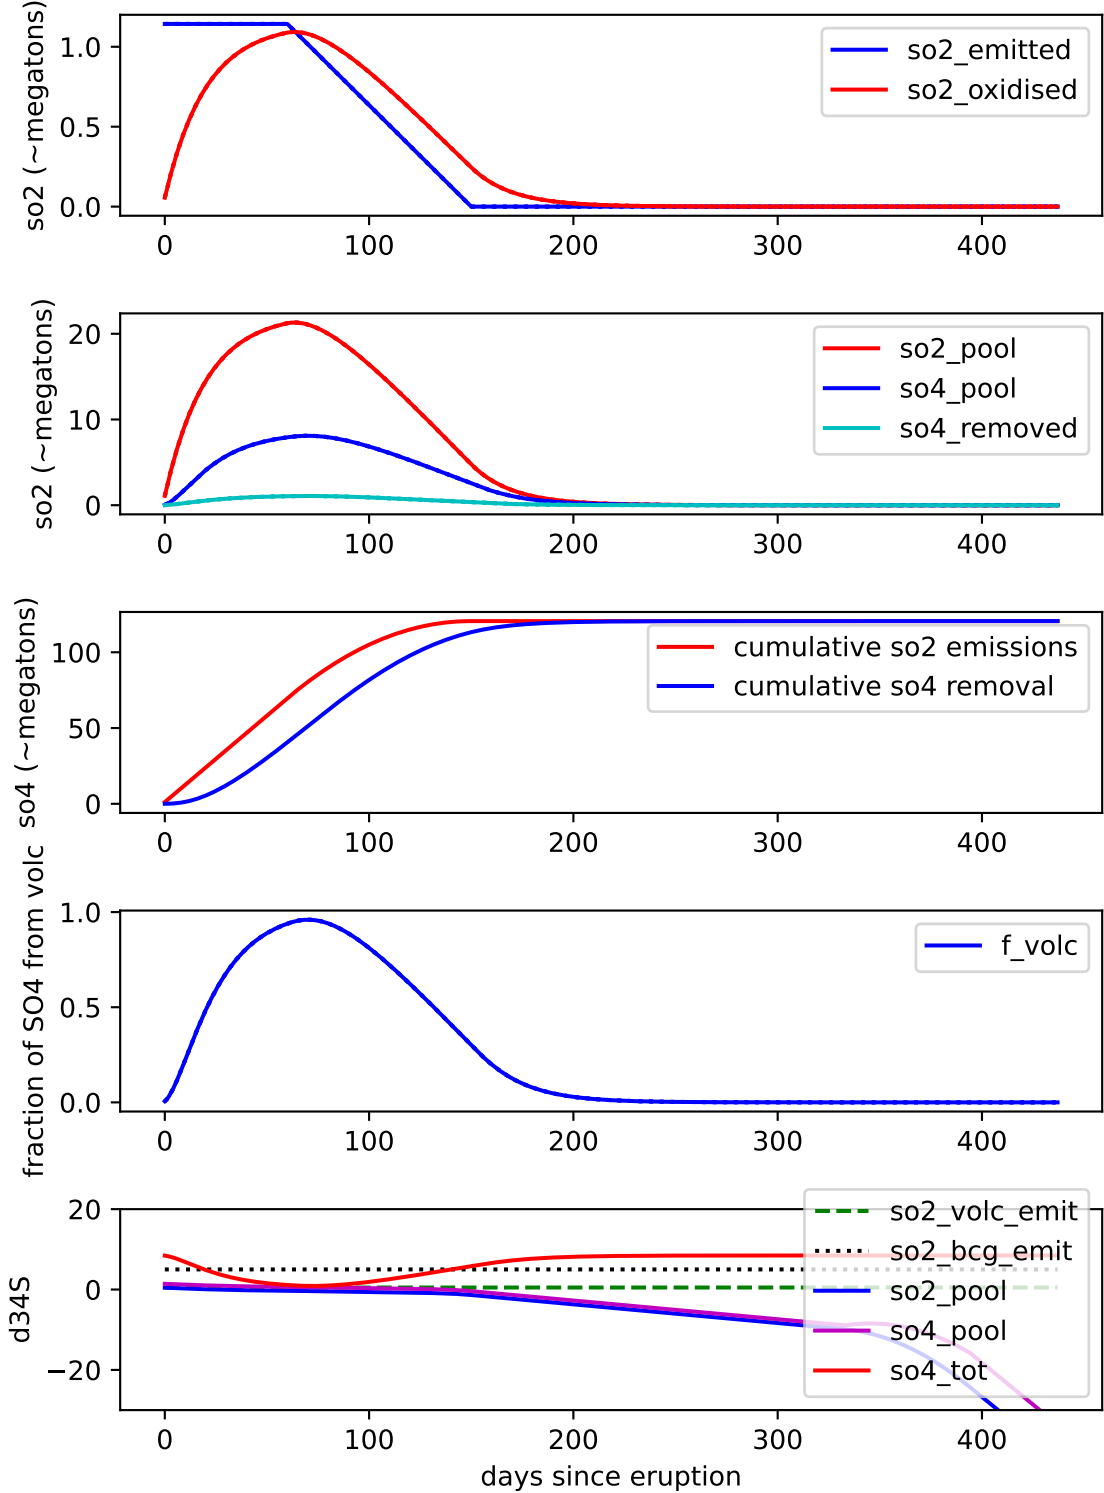 so2 (~megatons)
1.0
0.5
0.0
so2_emitted
so2_oxidised
0 100 200 300 400
so2 (~megatons)
20
10
0
so2_pool
so4_pool
so4_removed
0 100 200 300 400
so4 (~megatons)
100
50
0
cumulative so2 emissions
cumulative so4 removal
0 100 200 300 400
fraction of SO4 from volc
1.0
0.5
0.0
f_volc
0 100 200 300 400
d34S
20
0
−20
so2_volc_emit
so2_bcg_emit
so2_pool
so4_pool
so4_tot
0 100 200 300 400
days since eruption